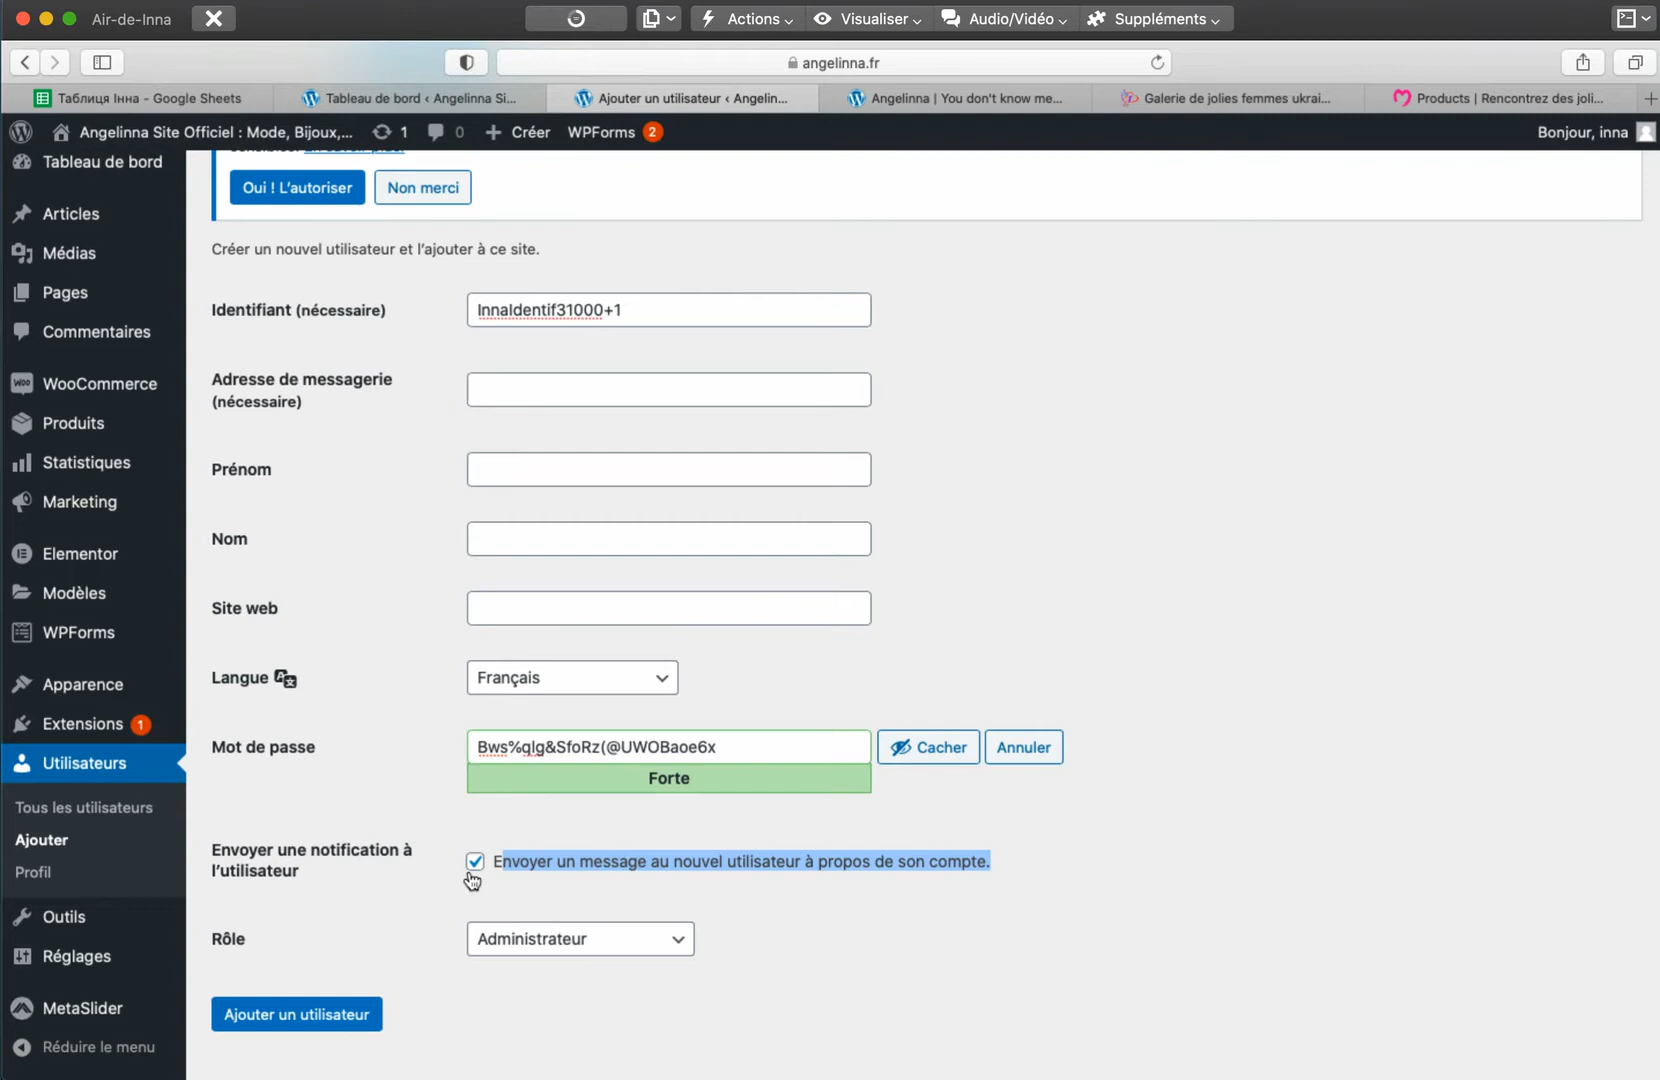 Air-de-Inna
Actions
Visualiser
Audio/Vidéo
Suppléments
angelinna.fr
Таблиця Інна - Google Sheets
Tableau de bord ‹ Angelinna Si...
Ajouter un utilisateur ‹ Angelin...
Angelinna | You don't know me...
Galerie de jolies femmes ukrai...
Products | Rencontrez des joli...
Angelinna Site Officiel : Mode, Bijoux,...
1
0
Créer
WPForms 2
Bonjour, inna
Tableau de bord
Articles
Médias
Pages
Commentaires
WooCommerce
Produits
Statistiques
Marketing
Elementor
Modèles
WPForms
Apparence
Extensions 1
Utilisateurs
Tous les utilisateurs
Ajouter
Profil
Outils
Réglages
MetaSlider
Réduire le menu
Oui ! L'autoriser
Non merci
Créer un nouvel utilisateur et l'ajouter à ce site.
Identifiant (nécessaire)
InnaIdentif31000+1
Adresse de messagerie
(nécessaire)
Prénom
Nom
Site web
Langue
Français
Mot de passe
Bws%qlg&SfoRz(@UWOBaoe6x
Cacher
Annuler
Forte
Envoyer une notification à
l'utilisateur
Envoyer un message au nouvel utilisateur à propos de son compte.
Rôle
Administrateur
Ajouter un utilisateur